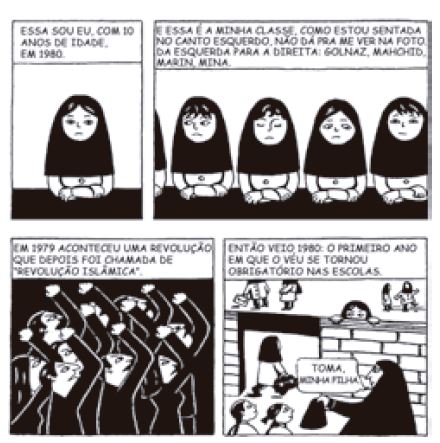 ESSA SOU EU, COM 10
ANOS DE IDADE,
EM 1980.
E ESSA É A MINHA CLASSE, COMO ESTOU SENTADA
NO CANTO ESQUERDO, NÃO DÁ PRA ME VER NA FOTO.
DA ESQUERDA PARA A DIREITA: GOLNAZ, MAHCHID,
MARIN, MINA.
EM 1979 ACONTECEU UMA REVOLUÇÃO
QUE DEPOIS FOI CHAMADA DE
"REVOLUÇÃO ISLÂMICA".
ENTÃO VEIO 1980: O PRIMEIRO ANO
EM QUE O VÉU SE TORNOU
OBRIGATÓRIO NAS ESCOLAS.
TOMA,
MINHA FILHA.